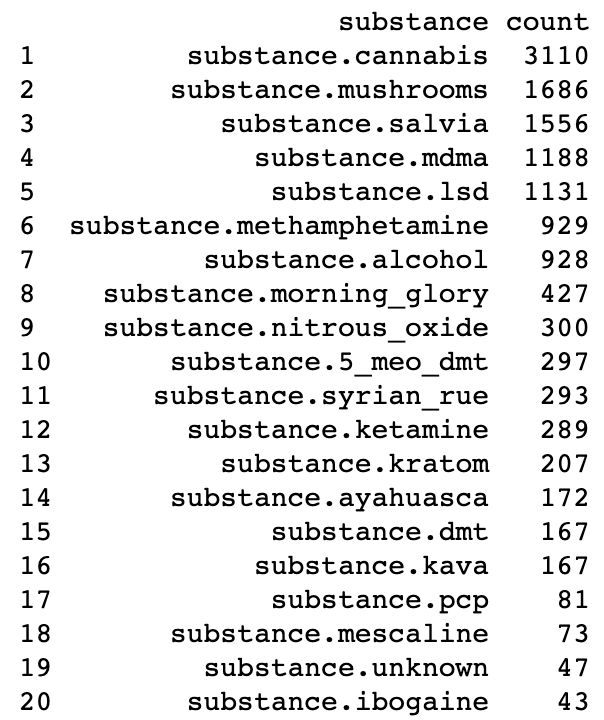 substance count
1 substance.cannabis 3110
2 substance.mushrooms 1686
3 substance.salvia 1556
4 substance.mdma 1188
5 substance.lsd 1131
6 substance.methamphetamine 929
7 substance.alcohol 928
8 substance.morning_glory 427
9 substance.nitrous_oxide 300
10 substance.5_meo_dmt 297
11 substance.syrian_rue 293
12 substance.ketamine 289
13 substance.kratom 207
14 substance.ayahuasca 172
15 substance.dmt 167
16 substance.kava 167
17 substance.pcp 81
18 substance.mescaline 73
19 substance.unknown 47
20 substance.ibogaine 43